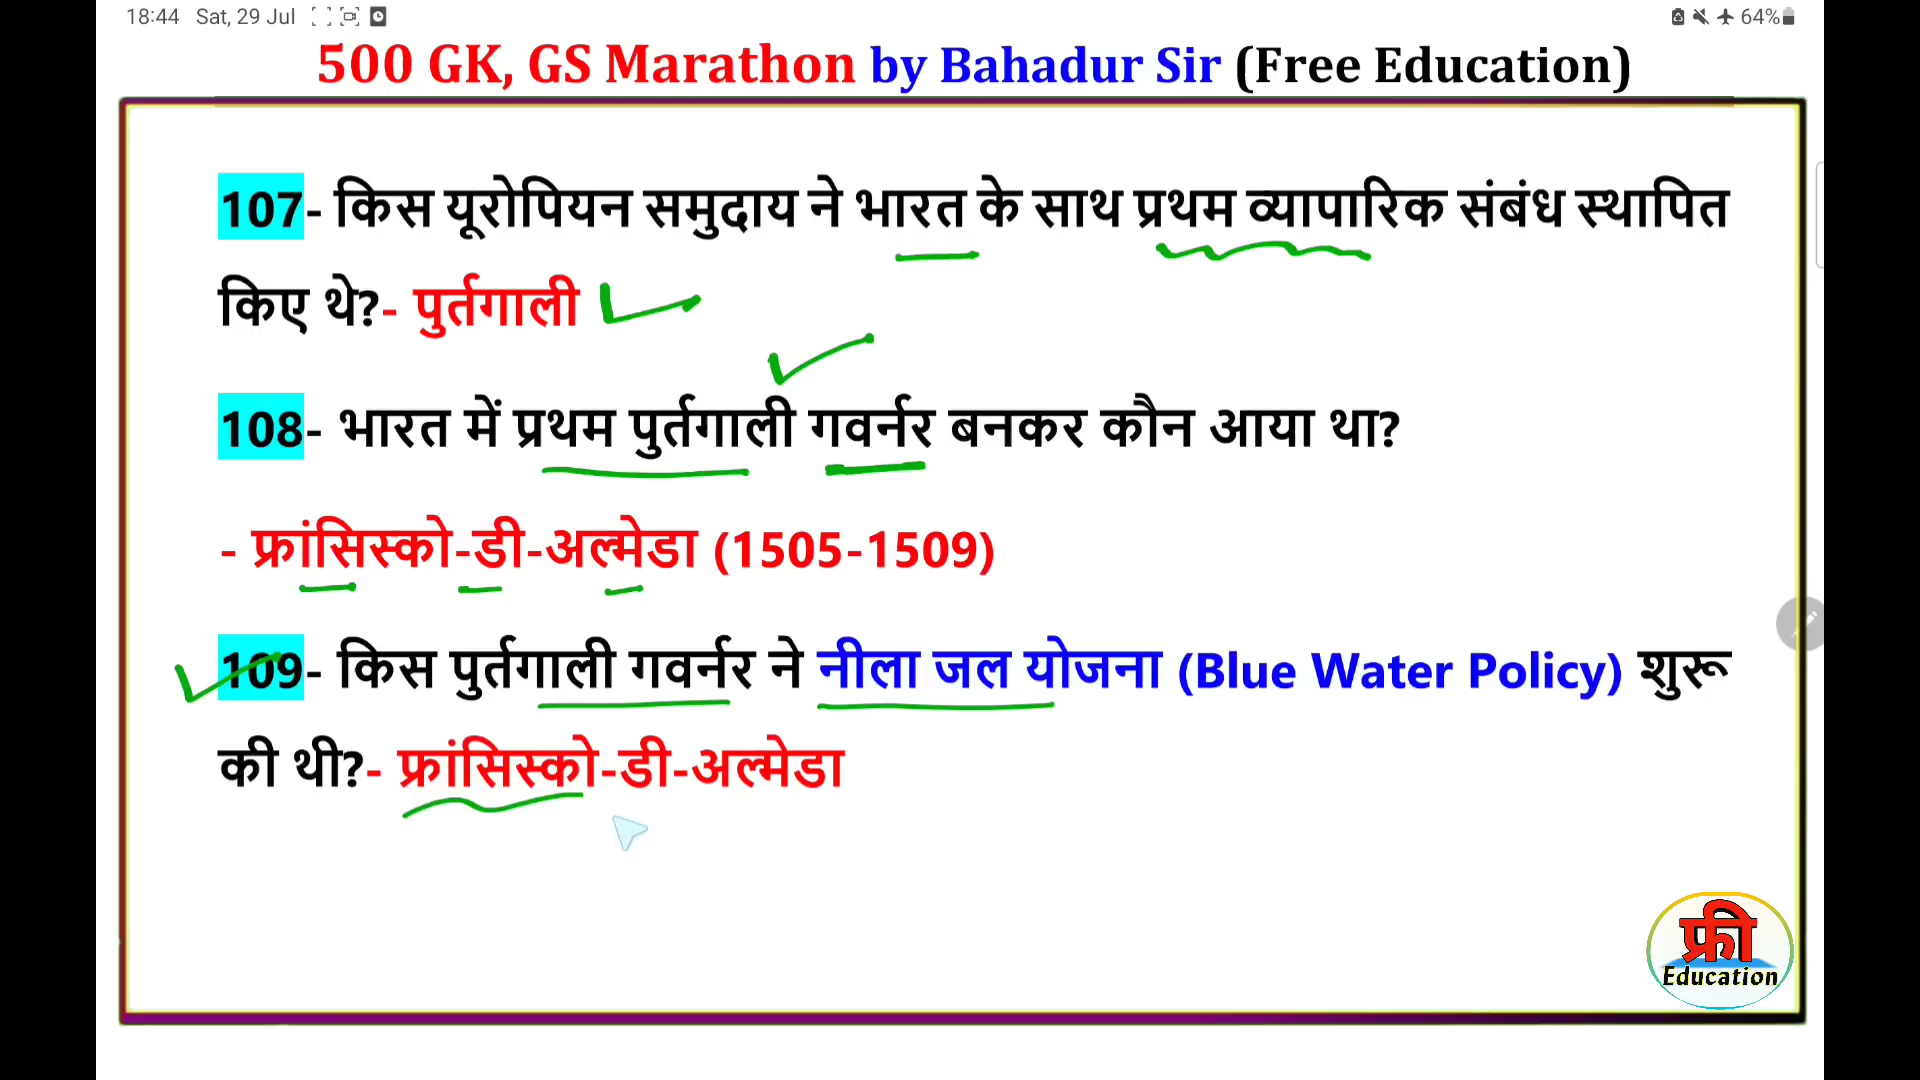 18:44 Sat, 29 Jul 64%
500 GK, GS Marathon by Bahadur Sir (Free Education)
107- किस यूरोपियन समुदाय ने भारत के साथ प्रथम व्यापारिक संबंध स्थापित
किए थे?- पुर्तगाली
108- भारत में प्रथम पुर्तगाली गवर्नर बनकर कौन आया था?
- फ्रांसिस्को-डी-अल्मेडा (1505-1509)
109- किस पुर्तगाली गवर्नर ने नीला जल योजना (Blue Water Policy) शुरू
की थी?- फ्रांसिस्को-डी-अल्मेडा
फ्री
Education